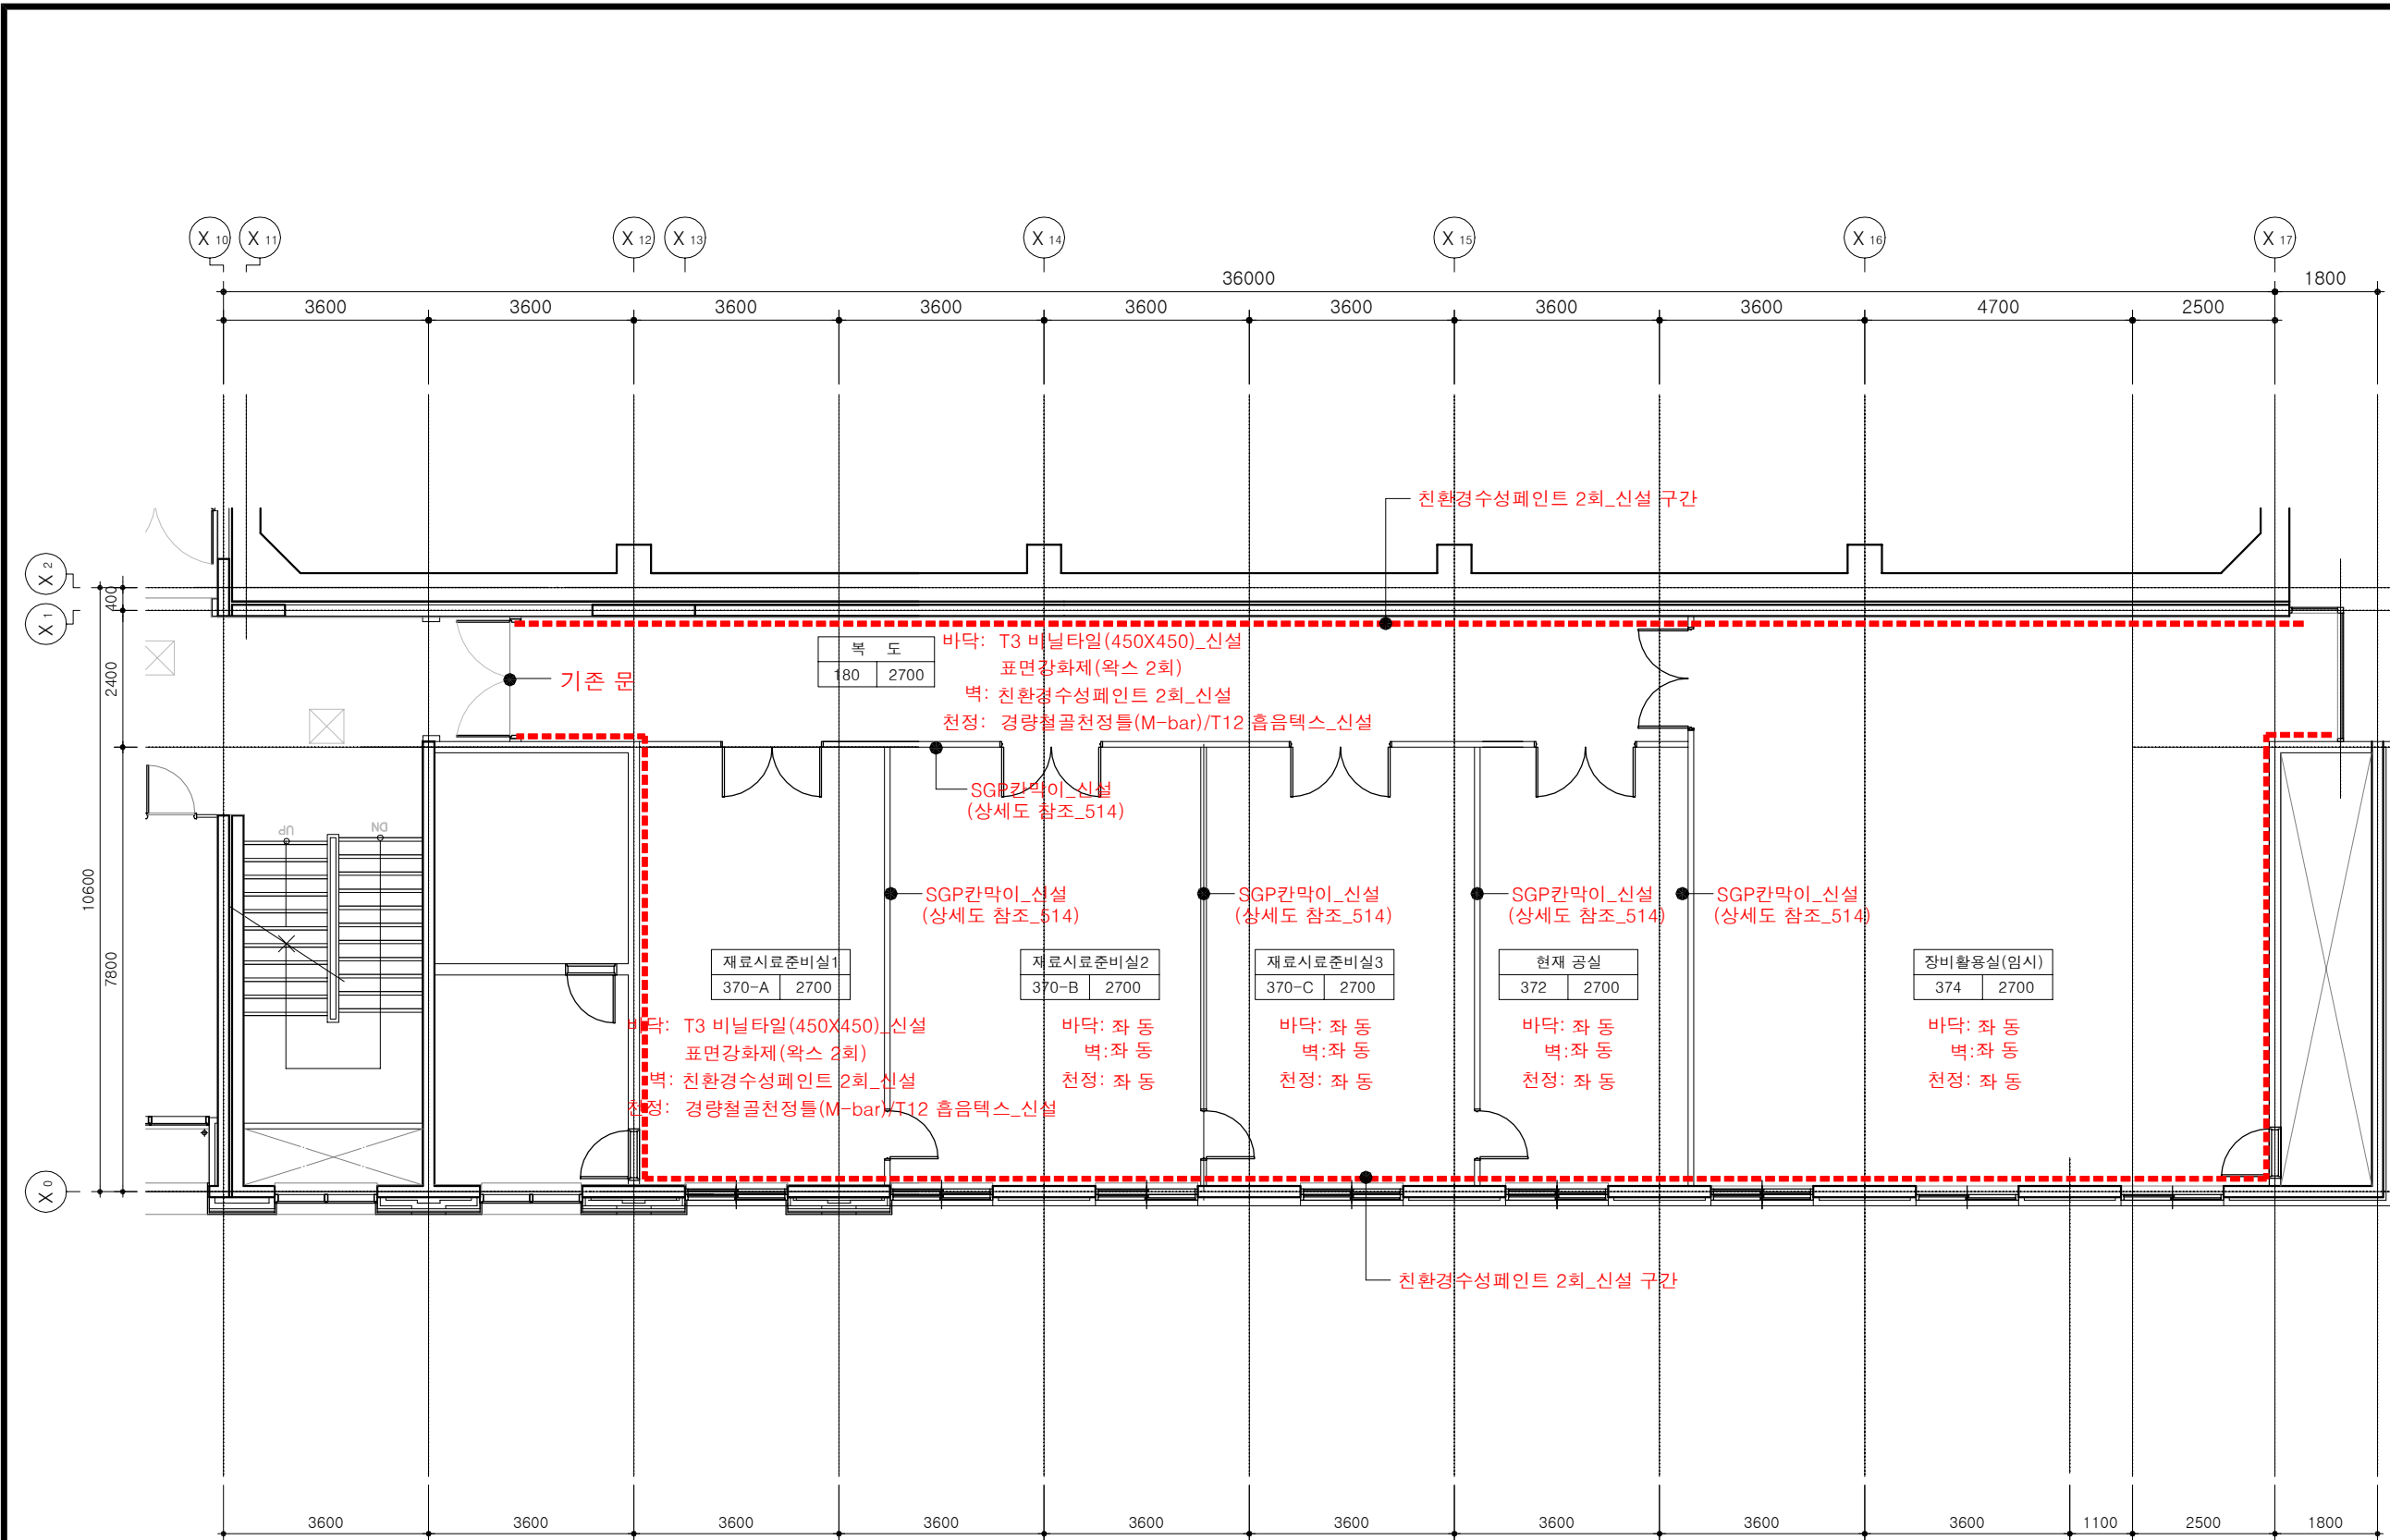 X 10
X 11
X 12
X 13
X 14
X 15
X 16
X 17
36000
1800
3600
3600
3600
3600
3600
3600
3600
3600
4700
2500
친환경수성페인트 2회_신설 구간
X 2
X 1
400
2400
복 도
180
2700
바닥: T3 비닐타일(450X450)_신설
표면강화제(왁스 2회)
벽: 친환경수성페인트 2회_신설
천정: 경량철골천정틀(M-bar)/T12 흡음텍스_신설
기존 문
SGP칸막이_신설
(상세도 참조_514)
UP
DN
10600
7800
SGP칸막이_신설
(상세도 참조_514)
SGP칸막이_신설
(상세도 참조_514)
SGP칸막이_신설
(상세도 참조_514)
SGP칸막이_신설
(상세도 참조_514)
재료시료준비실1
370-A
2700
재료시료준비실2
370-B
2700
재료시료준비실3
370-C
2700
현재 공실
372
2700
장비활용실(임시)
374
2700
바닥: T3 비닐타일(450X450)_신설
표면강화제(왁스 2회)
벽: 친환경수성페인트 2회_신설
천정: 경량철골천정틀(M-bar)/T12 흡음텍스_신설
바닥: 좌 동
벽:좌 동
천정: 좌 동
바닥: 좌 동
벽:좌 동
천정: 좌 동
바닥: 좌 동
벽:좌 동
천정: 좌 동
바닥: 좌 동
벽:좌 동
천정: 좌 동
X 0
친환경수성페인트 2회_신설 구간
3600
3600
3600
3600
3600
3600
3600
3600
3600
1100
2500
1800